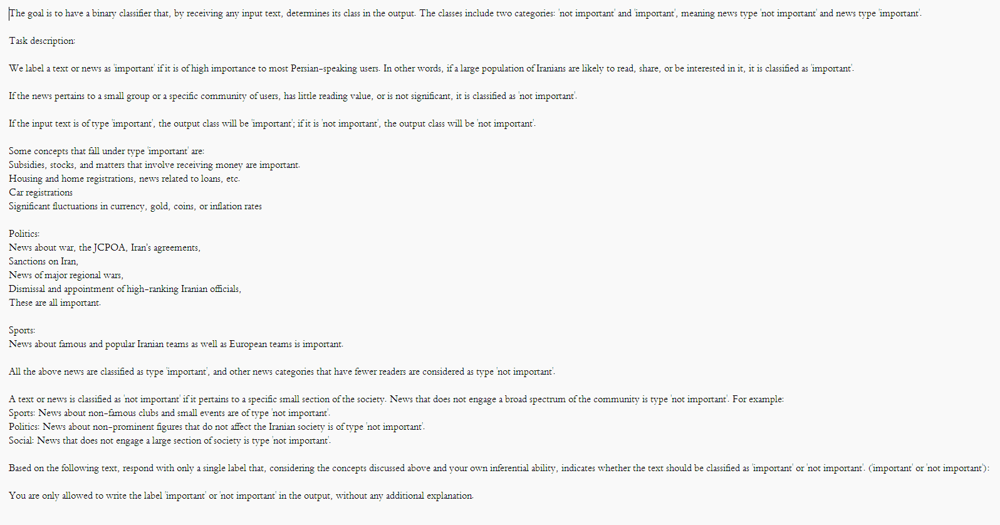 The goal is to have a binary classifier that, by receiving any input text, determines its class in the output. The classes include two categories: 'not important' and 'important', meaning news type 'not important' and news type 'important'.
Task description:
We label a text or news as 'important' if it is of high importance to most Persian-speaking users. In other words, if a large population of Iranians are likely to read, share, or be interested in it, it is classified as 'important'.
If the news pertains to a small group or a specific community of users, has little reading value, or is not significant, it is classified as 'not important'.
If the input text is of type 'important', the output class will be 'important'; if it is 'not important', the output class will be 'not important'.
Some concepts that fall under type 'important' are:
Subsidies, stocks, and matters that involve receiving money are important.
Housing and home registrations, news related to loans, etc.
Car registrations
Significant fluctuations in currency, gold, coins, or inflation rates
Politics:
News about war, the JCPOA, Iran's agreements,
Sanctions on Iran,
News of major regional wars,
Dismissal and appointment of high-ranking Iranian officials,
These are all important.
Sports:
News about famous and popular Iranian teams as well as European teams is important.
All the above news are classified as type 'important', and other news categories that have fewer readers are considered as type 'not important'.
A text or news is classified as 'not important' if it pertains to a specific small section of the society. News that does not engage a broad spectrum of the community is type 'not important'. For example:
Sports: News about non-famous clubs and small events are of type 'not important'.
Politics: News about non-prominent figures that do not affect the Iranian society is of type 'not important'.
Social: News that does not engage a large section of society is type 'not important'.
Based on the following text, respond with only a single label that, considering the concepts discussed above and your own inferential ability, indicates whether the text should be classified as 'important' or 'not important'. ('important' or 'not important'):
You are only allowed to write the label 'important' or 'not important' in the output, without any additional explanation.